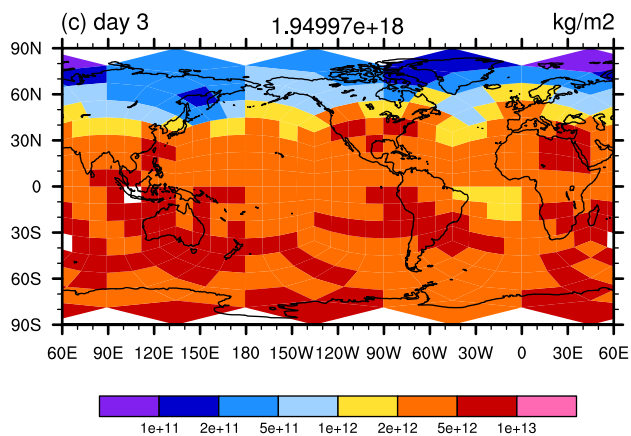 (c) day 3 1.94997e+18 kg/m2
90N
60N
30N
0
30S
60S
90S
60E 90E 120E 150E 180 150W 120W 90W 60W 30W 0 30E 60E
1e+11 2e+11 5e+11 1e+12 2e+12 5e+12 1e+13